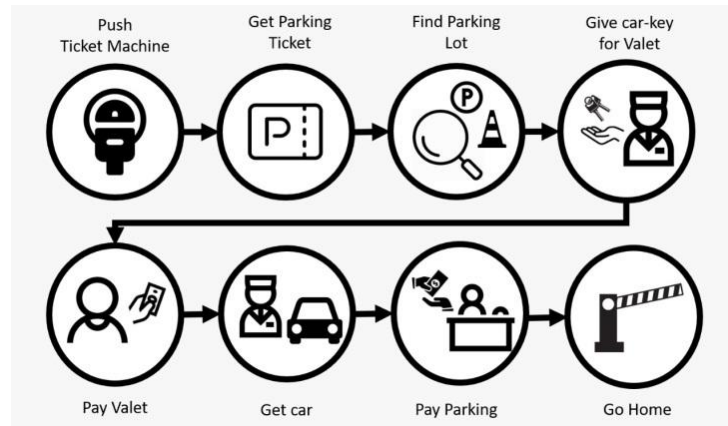 Push
Ticket Machine
Get Parking
Ticket
Find Parking
Lot
Give car-key
for Valet
P
P
Pay Valet
Get car
Pay Parking
Go Home